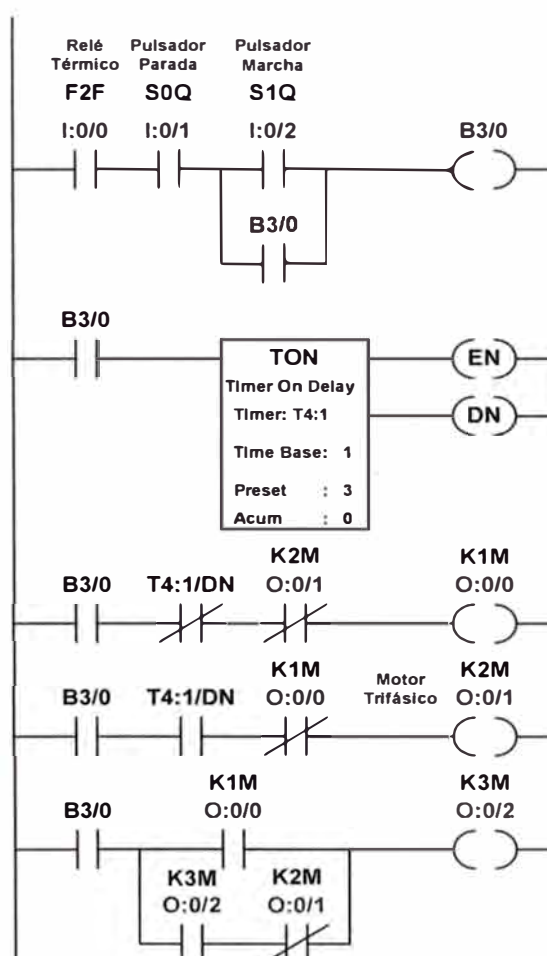 Relé Pulsador Pulsador
Térmico Parada Marcha
F2F S0Q S1Q
I:0/0 I:0/1 I:0/2 B3/0
B3/0
B3/0
TON
Timer On Delay
Timer: T4:1
Time Base: 1
Preset : 3
Acum : 0
EN
DN
K2M K1M
B3/0 T4:1/DN O:0/1 O:0/0
K1M Motor K2M
B3/0 T4:1/DN O:0/0 Trifásico O:0/1
K1M K3M
B3/0 O:0/0 O:0/2
K3M K2M
O:0/2 O:0/1